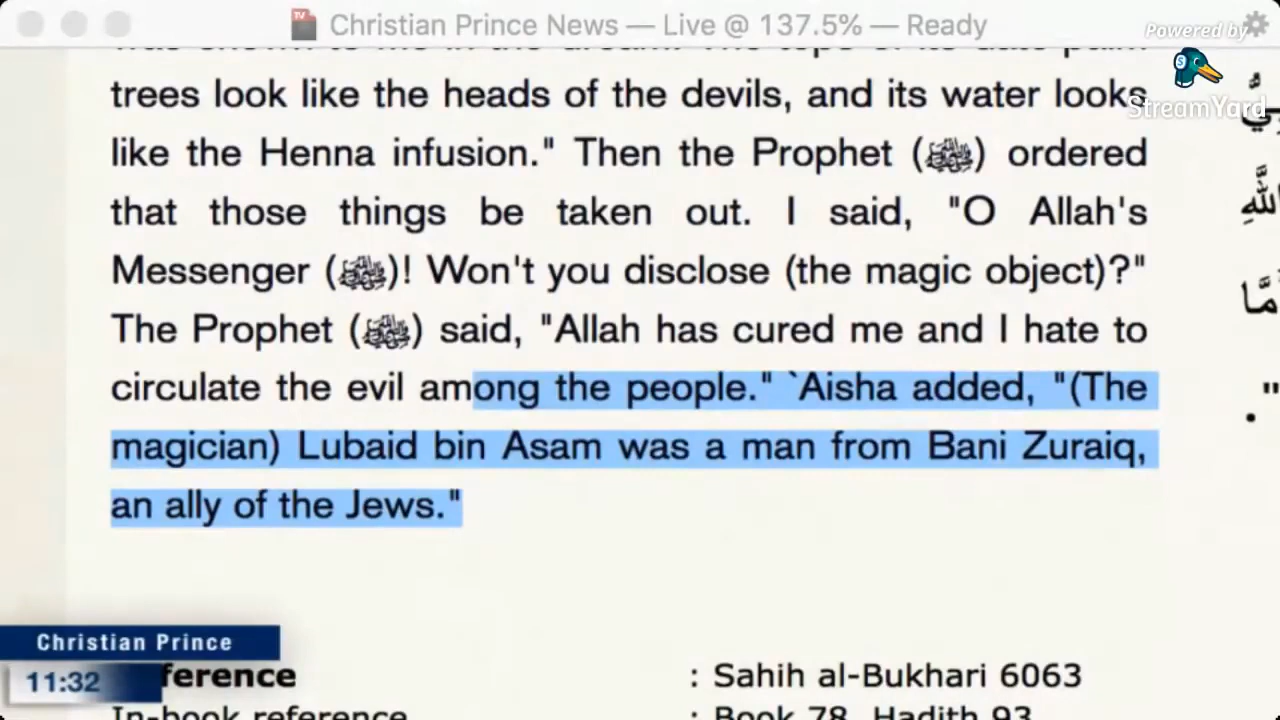 Christian Prince News — Live @ 137.5% — Ready
Powered by
StreamYard
trees look like the heads of the devils, and its water looks
like the Henna infusion." Then the Prophet (ﷺ) ordered
that those things be taken out. I said, "O Allah's
Messenger (ﷺ)! Won't you disclose (the magic object)?"
The Prophet (ﷺ) said, "Allah has cured me and I hate to
circulate the evil among the people." `Aisha added, "(The
magician) Lubaid bin Asam was a man from Bani Zuraiq,
an ally of the Jews."
Christian Prince
11:32
ference : Sahih al-Bukhari 6063
In-book reference : Book 78, Hadith 93